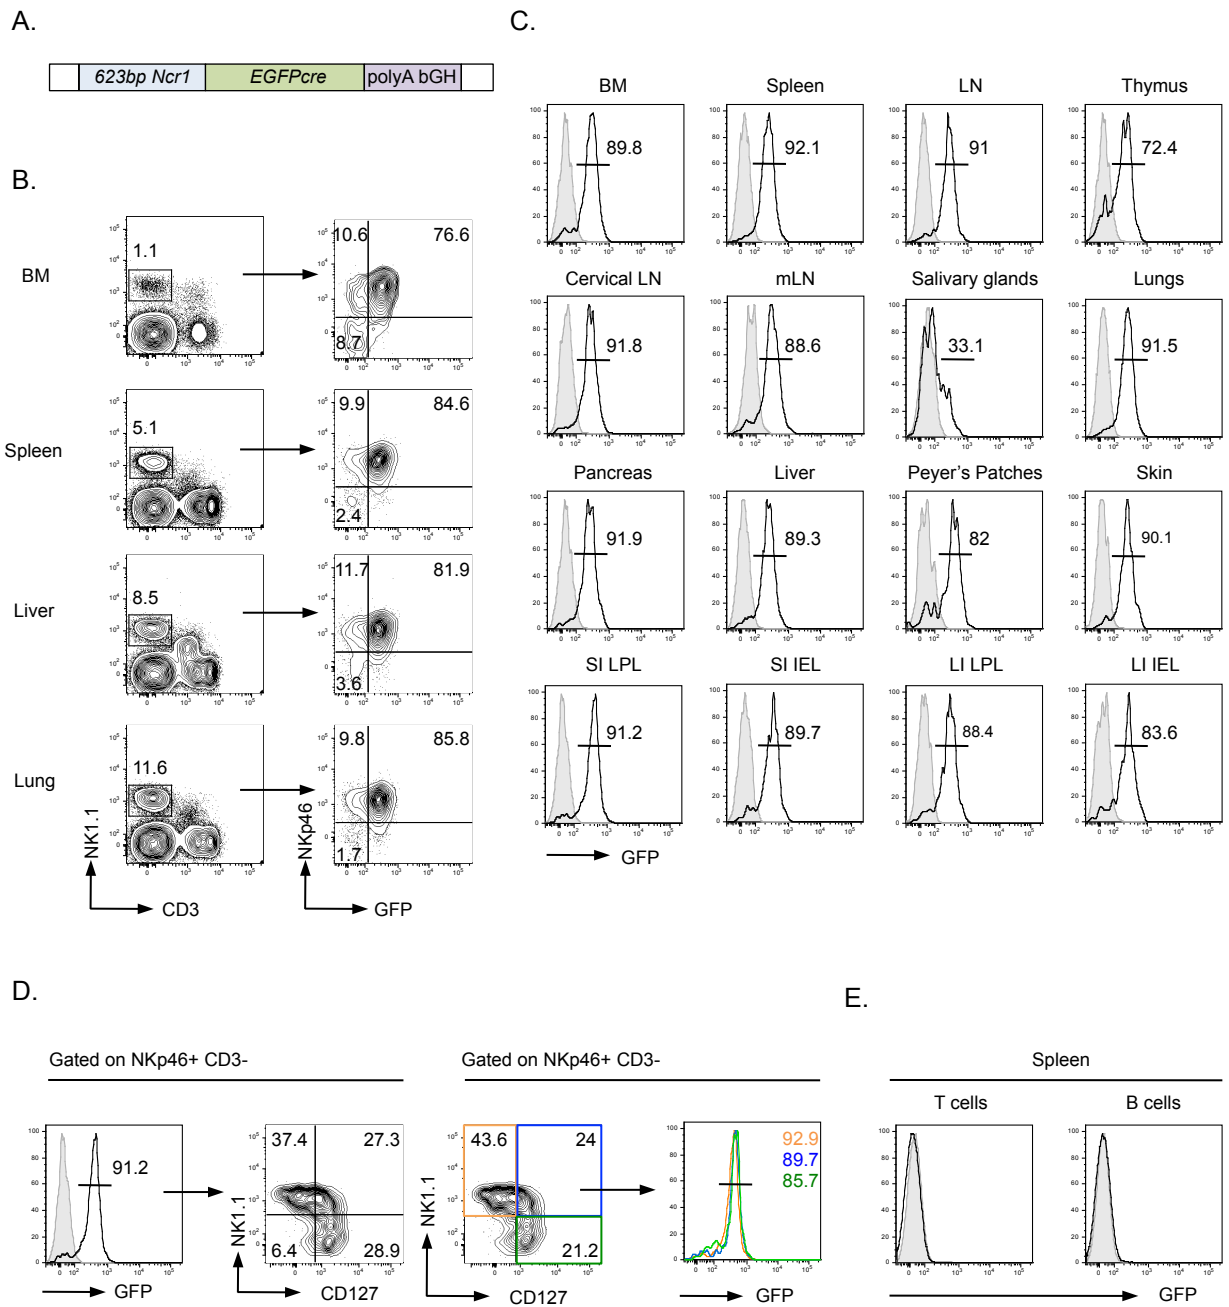 A.
623bp Ncr1 EGFPcre polyA bGH
B.
BM
1.1
10.6 76.6
8.7
Spleen
5.1
9.9 84.6
2.4
Liver
8.5
11.7 81.9
3.6
Lung
11.6
9.8 85.8
1.7
NK1.1
CD3
NKp46
GFP
C.
BM Spleen LN Thymus
89.8 92.1 91 72.4
Cervical LN mLN Salivary glands Lungs
91.8 88.6 33.1 91.5
Pancreas Liver Peyer's Patches Skin
91.9 89.3 82 90.1
SI LPL SI IEL LI LPL LI IEL
91.2 89.7 88.4 83.6
GFP
D.
Gated on NKp46+ CD3-
91.2
GFP
37.4 27.3
6.4 28.9
NK1.1
CD127
Gated on NKp46+ CD3-
43.6 24
21.2
NK1.1
CD127
92.9
89.7
85.7
GFP
E.
Spleen
T cells B cells
GFP